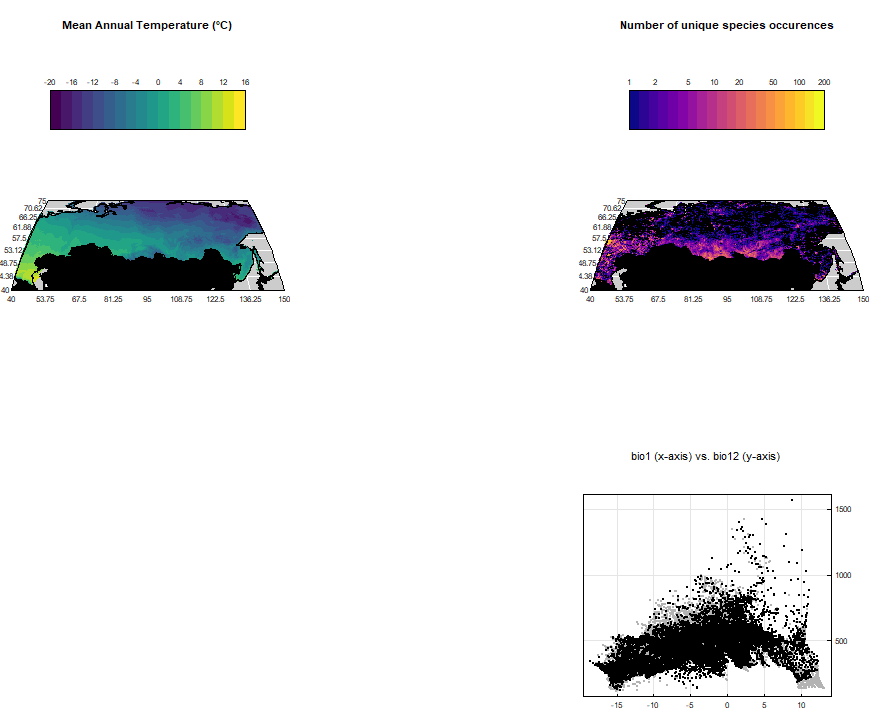 Mean Annual Temperature (°C)
-20 -16 -12 -8 -4 0 4 8 12 16
75
70.62
66.25
61.88
57.5
53.12
48.75
4.38
40
40 53.75 67.5 81.25 95 108.75 122.5 136.25 150
Number of unique species occurences
1 2 5 10 20 50 100 200
75
70.62
66.25
61.88
57.5
53.12
48.75
44.38
40
40 53.75 67.5 81.25 95 108.75 122.5 136.25 150
bio1 (x-axis) vs. bio12 (y-axis)
1500
1000
500
-15 -10 -5 0 5 10